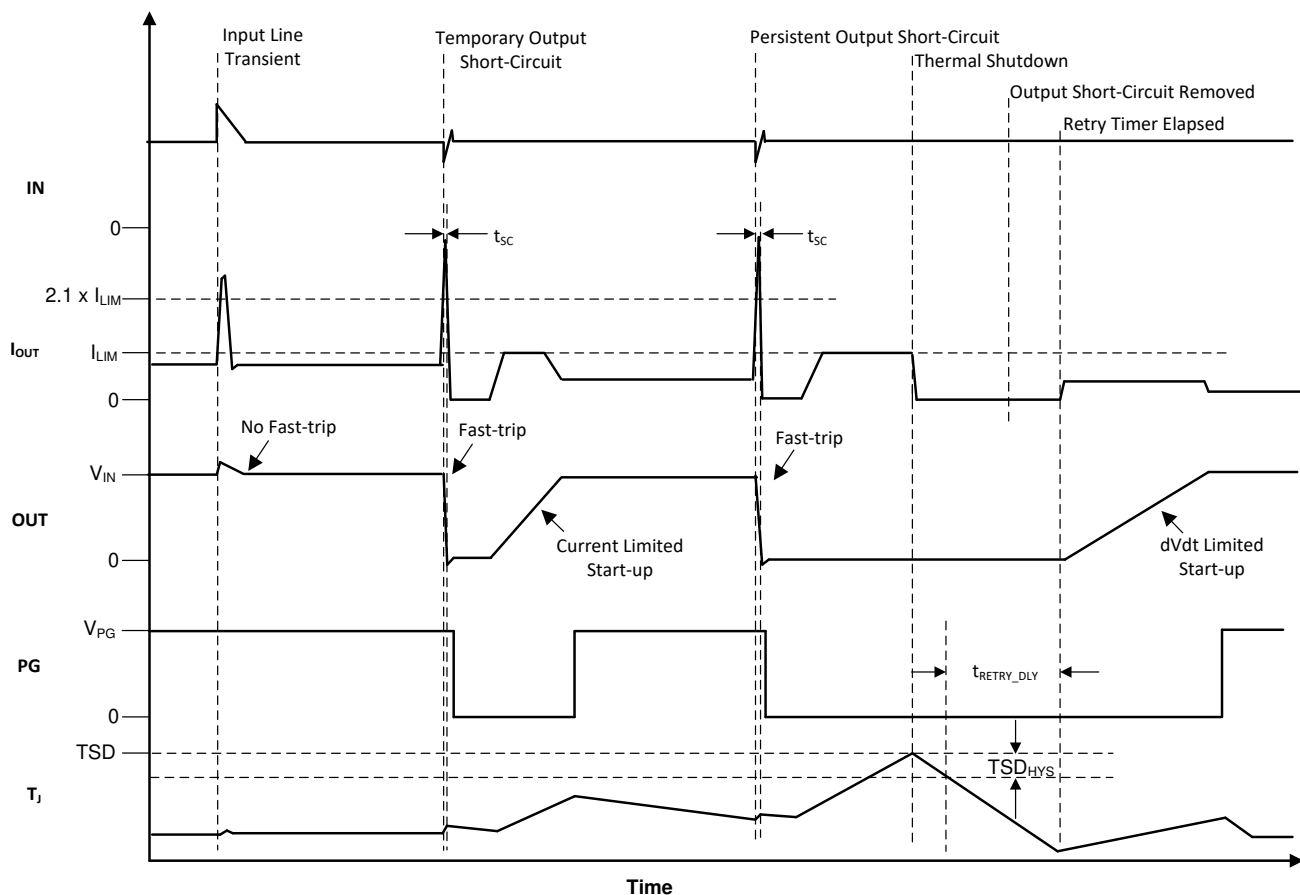 Input Line
Transient
Temporary Output
Short-Circuit
Persistent Output Short-Circuit
Thermal Shutdown
Output Short-Circuit Removed
Retry Timer Elapsed
IN
0
tSC
tSC
2.1 x ILIM
IOUT
ILIM
0
No Fast-trip
Fast-trip
Fast-trip
VIN
OUT
0
Current Limited
Start-up
dVdt Limited
Start-up
VPG
PG
tRETRY_DLY
0
TSD
TSDHYS
TJ
Time